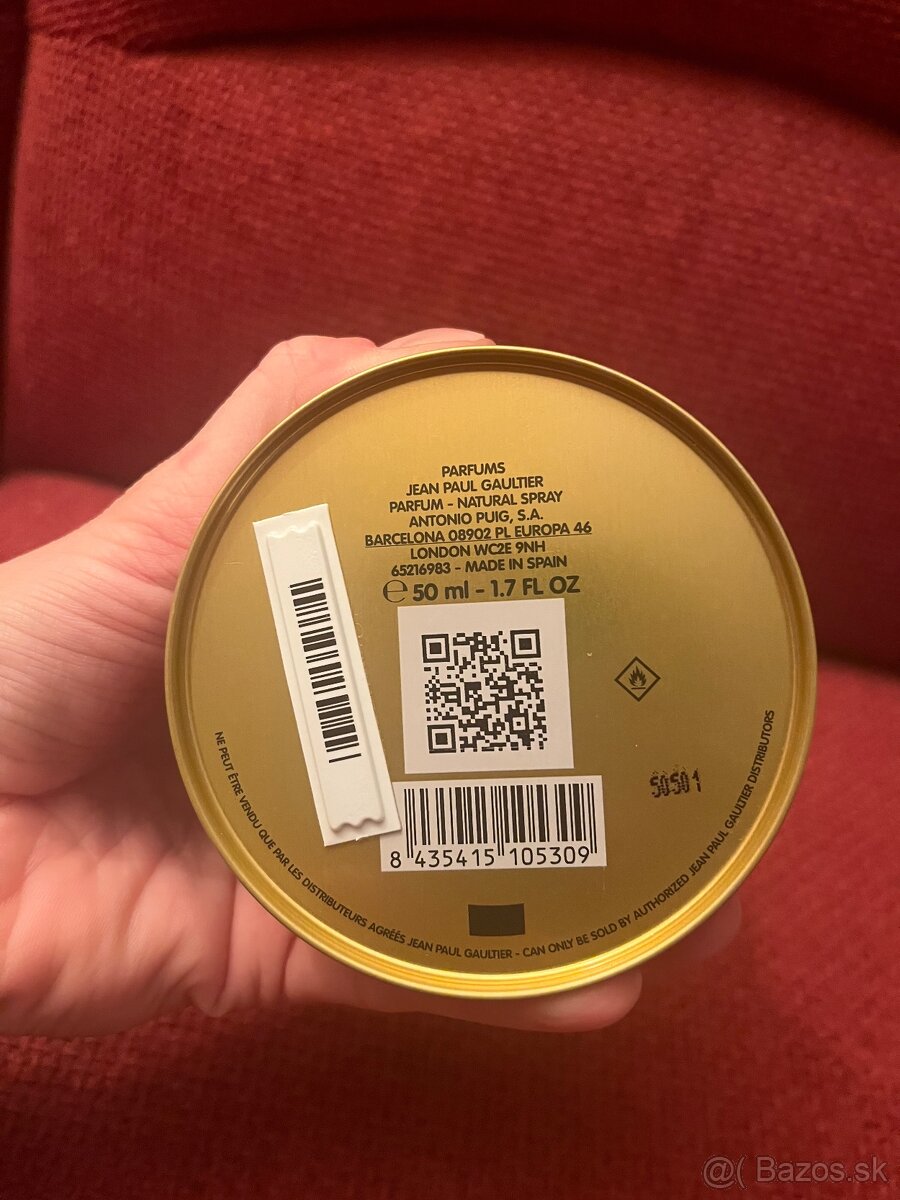 PARFUMS
JEAN PAUL GAULTIER
PARFUM - NATURAL SPRAY
ANTONIO PUIG, S.A.
BARCELONA 08902 PL EUROPA 46
LONDON WC2E 9NH
65216983 - MADE IN SPAIN
℮ 50 ml - 1.7 FL OZ
50501
8 435415 105309
NE PEUT ÊTRE VENDU QUE PAR LES DISTRIBUTEURS AGRÉÉS JEAN PAUL GAULTIER - CAN ONLY BE SOLD BY AUTHORIZED JEAN PAUL GAULTIER DISTRIBUTORS
@( Bazos.sk